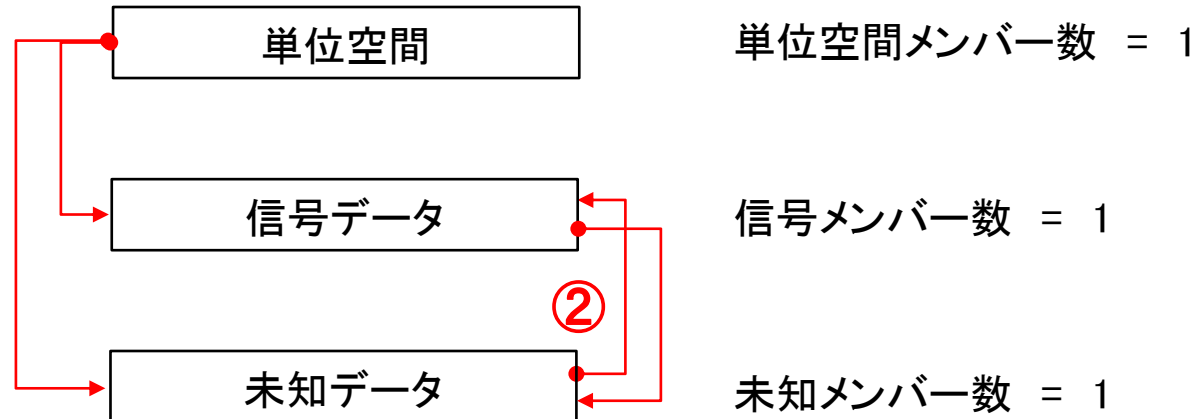 単位空間 単位空間メンバー数 = 1
信号データ 信号メンバー数 = 1
②
未知データ 未知メンバー数 = 1